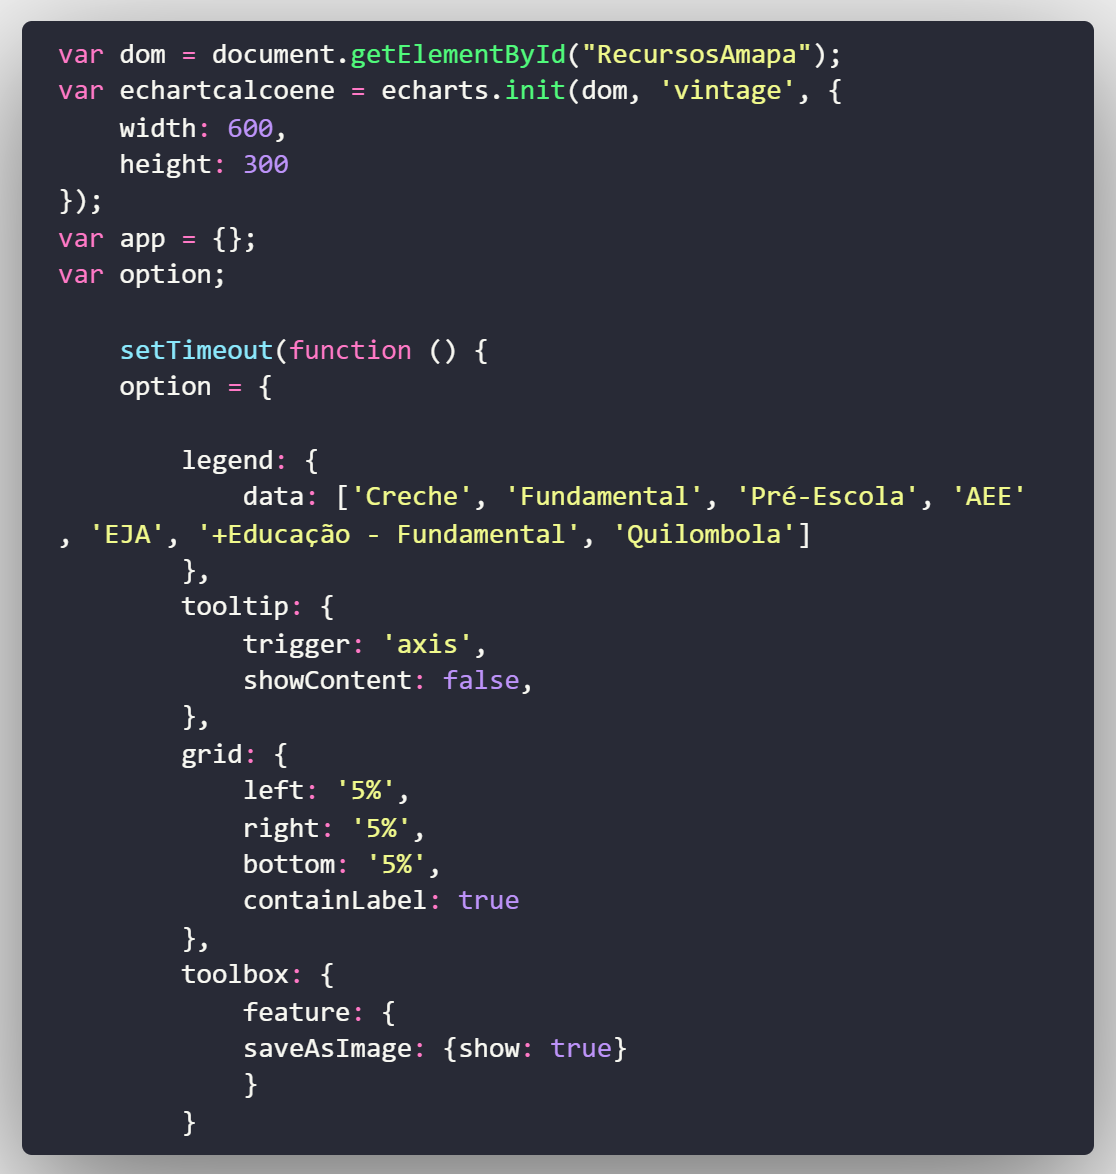 var dom = document.getElementById("RecursosAmapa");
var echartcalcoene = echarts.init(dom, 'vintage', {
    width: 600,
    height: 300
});
var app = {};
var option;

    setTimeout(function () {
    option = {

        legend: {
            data: ['Creche', 'Fundamental', 'Pré-Escola', 'AEE'
, 'EJA', '+Educação - Fundamental', 'Quilombola']
        },
        tooltip: {
            trigger: 'axis',
            showContent: false,
        },
        grid: {
            left: '5%',
            right: '5%',
            bottom: '5%',
            containLabel: true
        },
        toolbox: {
            feature: {
            saveAsImage: {show: true}
            }
        }